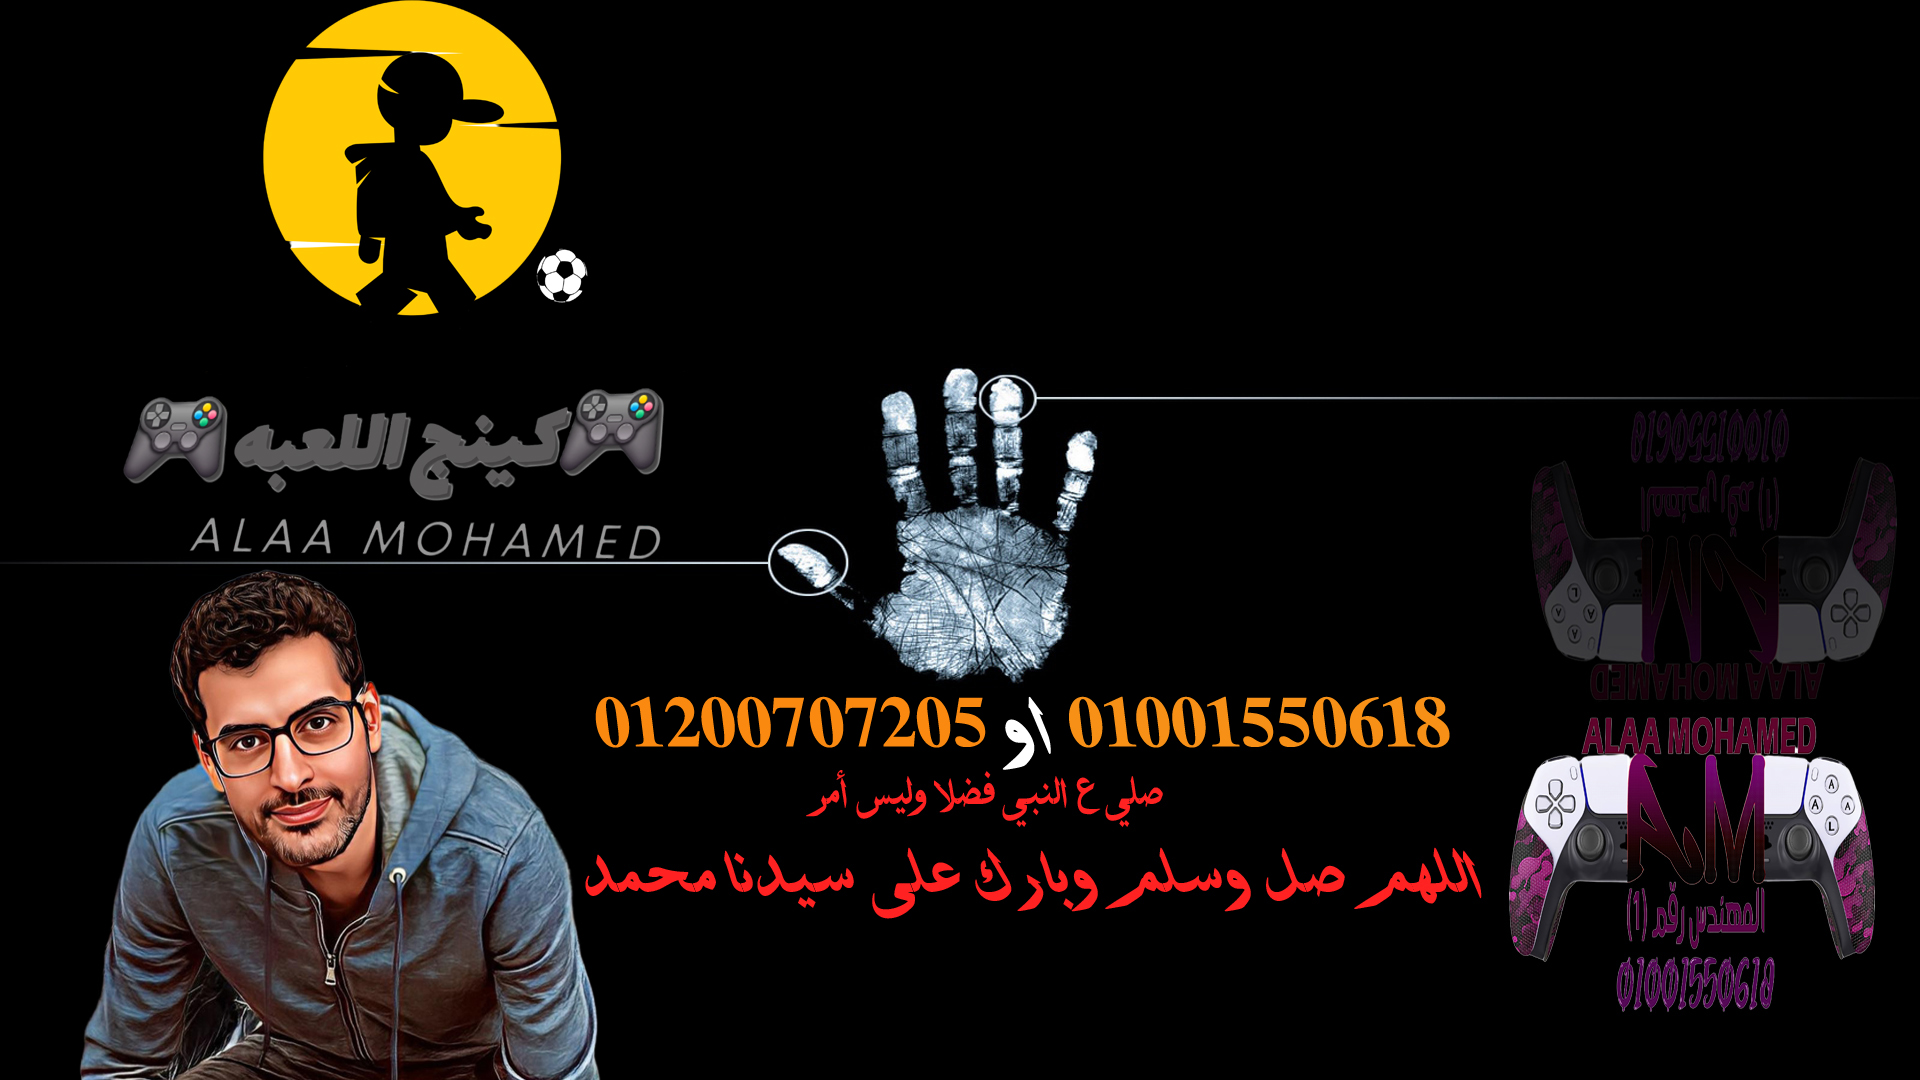 كينج اللعبه
ALAA MOHAMED
01001550618 او 01200707205
صلي ع النبي فضلا وليس أمر
اللهم صل وسلم وبارك على سيدنا محمد
01001550618
المهندس رقم (1)
A.M
ALAA MOHAMED
ALAA MOHAMED
A.M
المهندس رقم (1)
01001550618